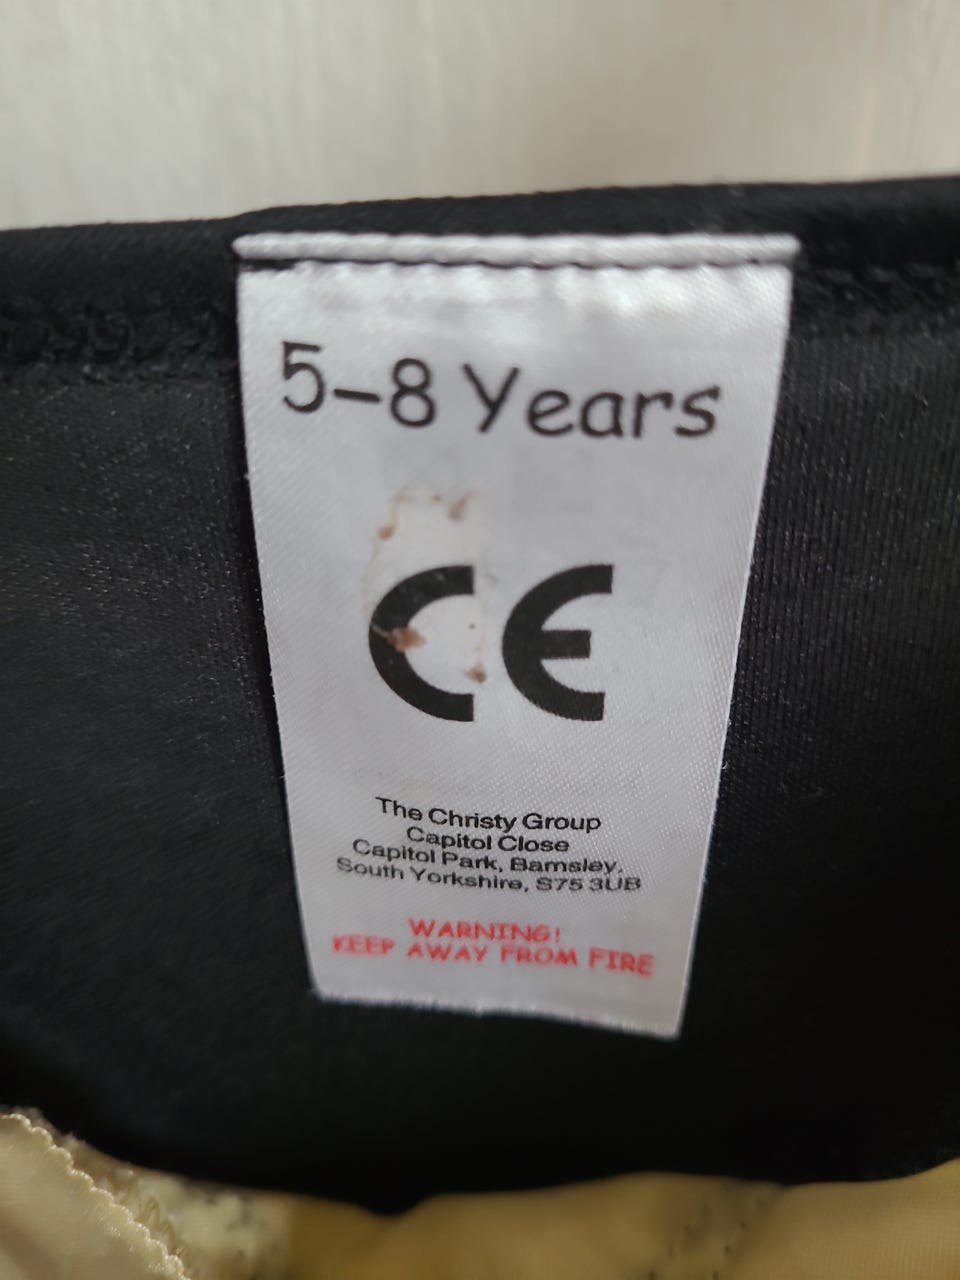 5-8 Years
CE
The Christy Group
Capitol Close
Capitol Park, Barnsley,
South Yorkshire, S75 3UB
WARNING!
KEEP AWAY FROM FIRE